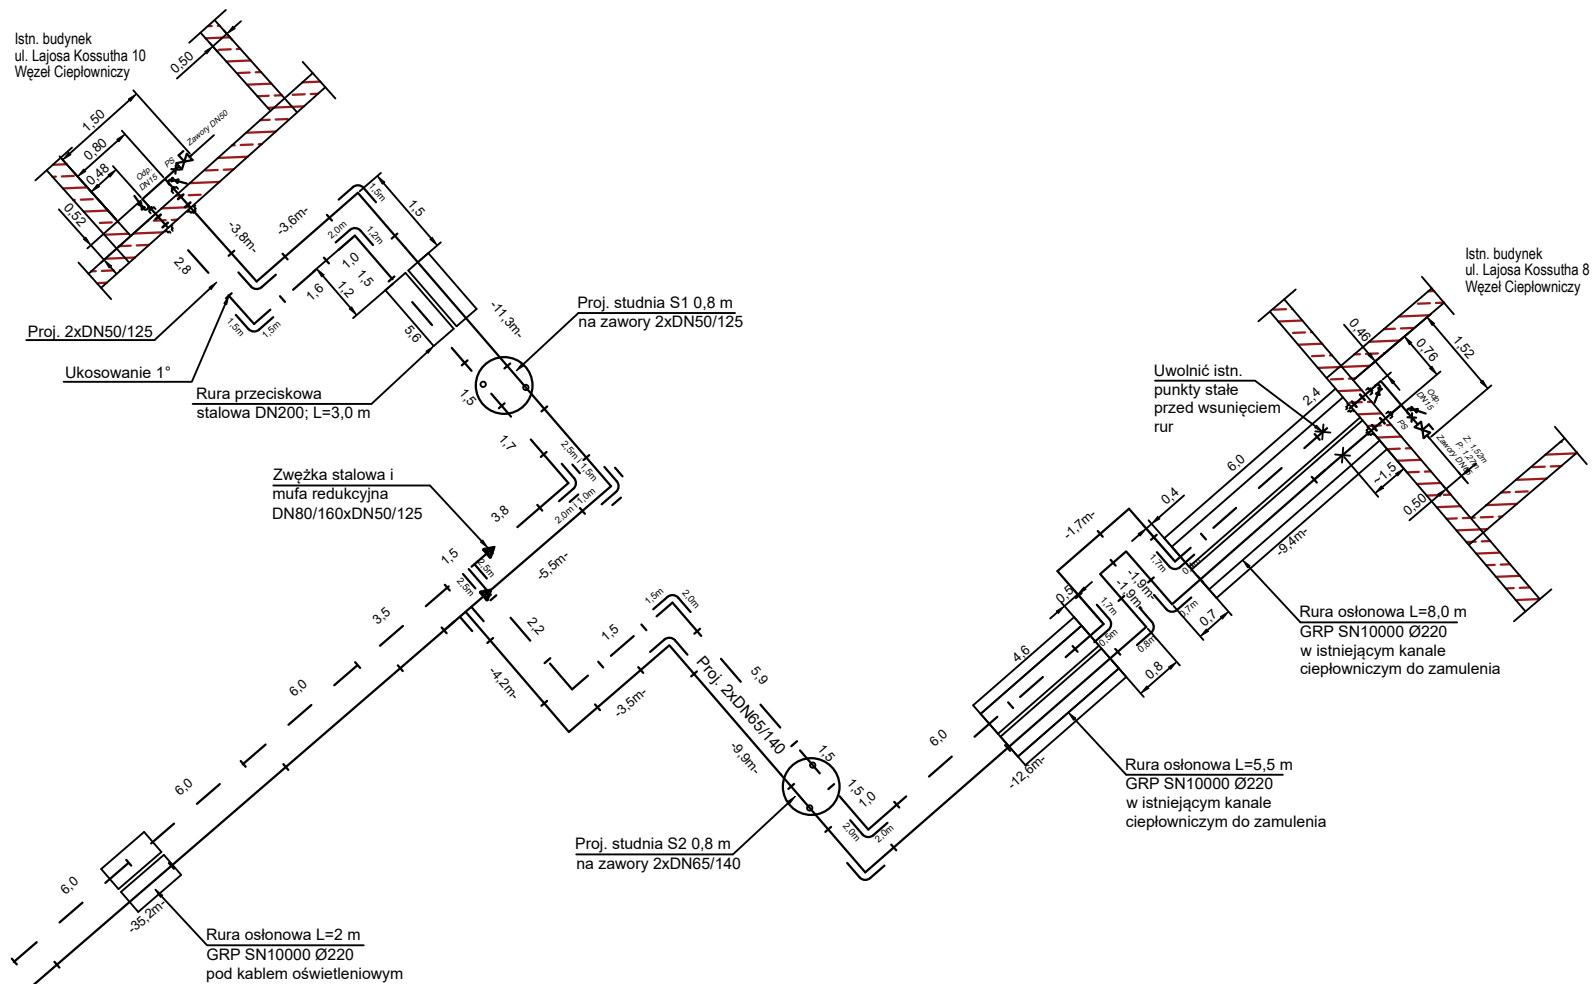 Istn. budynek
ul. Lajosa Kossutha 10
Węzeł Ciepłowniczy
0,50
1,50
0,80
0,48
0,52
Zawory DN50
PS
Odp.
DN15
-3,8m-
-3,6m-
1,5m
1,5
2,8
2,0m
1,2m
1,0
1,5
1,6
1,2
1,5m
1,5m
5,6
-11,3m-
Proj. 2xDN50/125
Ukosowanie 1°
Rura przeciskowa
stalowa DN200; L=3,0 m
Proj. studnia S1 0,8 m
na zawory 2xDN50/125
1,5
1,7
2,5m
1,5m
2,0m
1,0m
Zwężka stalowa i
mufa redukcyjna
DN80/160xDN50/125
3,8
1,5
2,5m
2,5m
-5,5m-
3,5
6,0
6,0
6,0
-35,2m-
Rura osłonowa L=2 m
GRP SN10000 Ø220
pod kablem oświetleniowym
2,2
-4,2m-
1,5
-3,5m-
1,5m
2,0m
Proj. 2xDN65/140
5,9
-9,9m-
1,5
1,5
1,0
2,0m
2,0m
Proj. studnia S2 0,8 m
na zawory 2xDN65/140
6,0
-12,6m-
4,6
0,5
-1,7m-
-1,9m-
-1,9m-
1,7m
0,5m
0,8m
0,8
1,7m
0,7m
0,7
0,4
6,0
2,4
-9,4m-
~1,5
0,50
Rura osłonowa L=5,5 m
GRP SN10000 Ø220
w istniejącym kanale
ciepłowniczym do zamulenia
Rura osłonowa L=8,0 m
GRP SN10000 Ø220
w istniejącym kanale
ciepłowniczym do zamulenia
Uwolnić istn.
punkty stałe
przed wsunięciem
rur
0,46
0,76
1,52
Odp.
DN15
PS
Z: 1,52m
P: 1,27m
Istn. budynek
ul. Lajosa Kossutha 8
Węzeł Ciepłowniczy